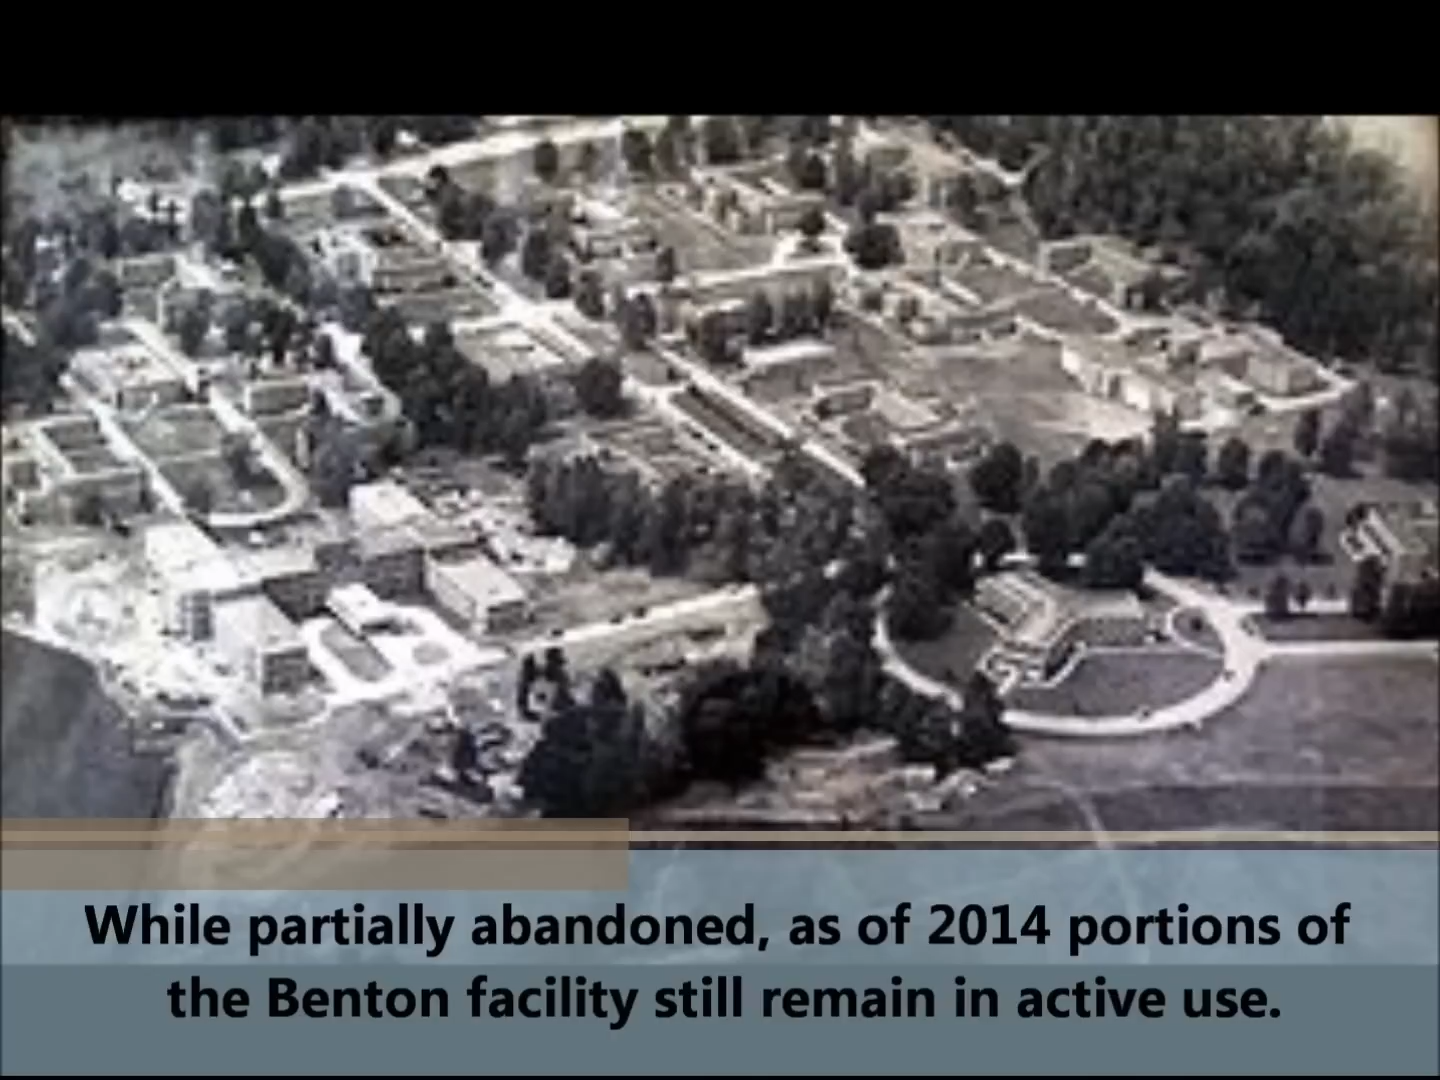 While partially abandoned, as of 2014 portions of
the Benton facility still remain in active use.